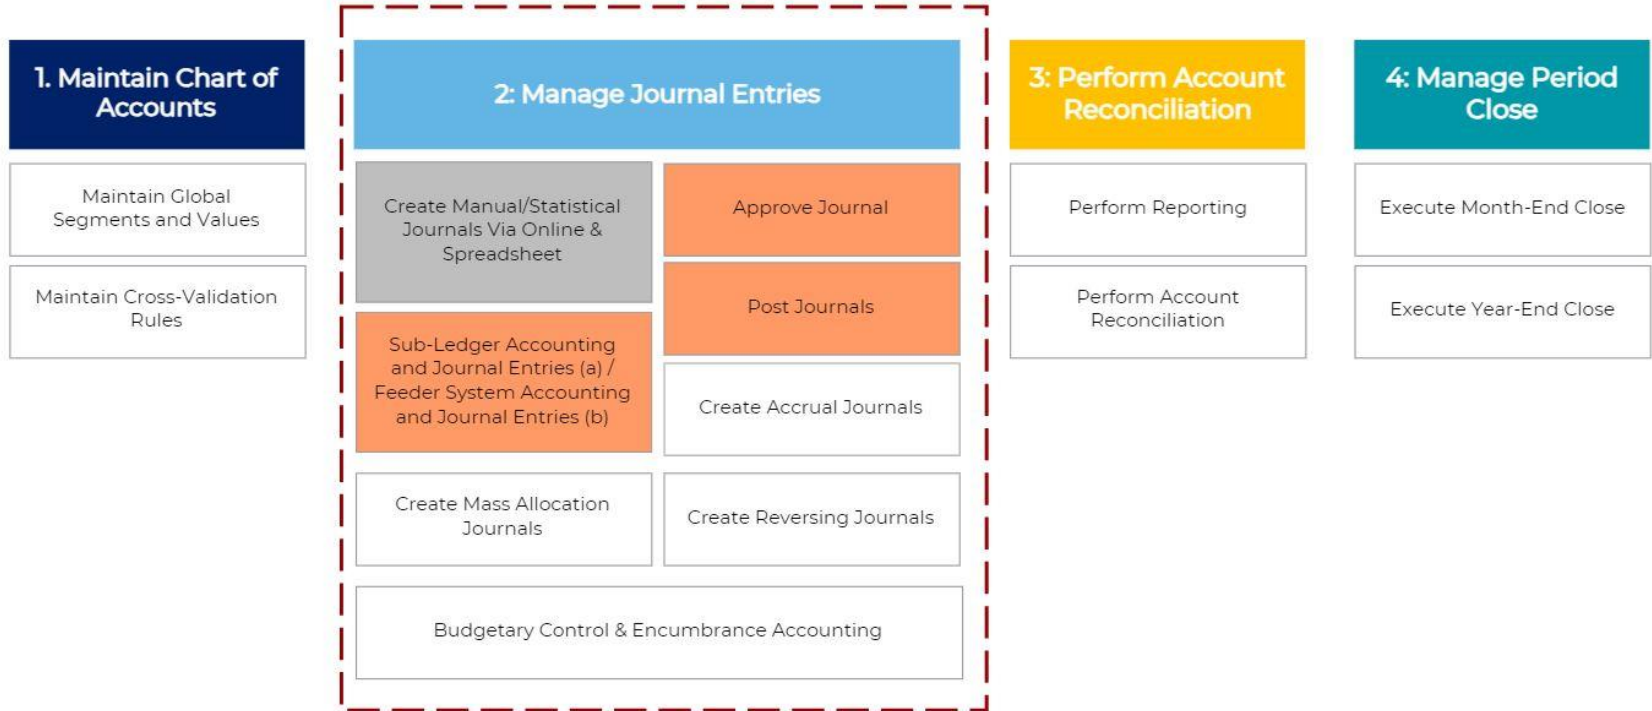 1. Maintain Chart of
Accounts
Maintain Global
Segments and Values
Maintain Cross-Validation
Rules
2: Manage Journal Entries
Create Manual/Statistical
Journals Via Online &
Spreadsheet
Sub-Ledger Accounting
and Journal Entries (a) /
Feeder System Accounting
and Journal Entries (b)
Create Mass Allocation
Journals
Approve Journal
Post Journals
Create Accrual Journals
Create Reversing Journals
Budgetary Control & Encumbrance Accounting
3: Perform Account
Reconciliation
Perform Reporting
Perform Account
Reconciliation
4: Manage Period
Close
Execute Month-End Close
Execute Year-End Close